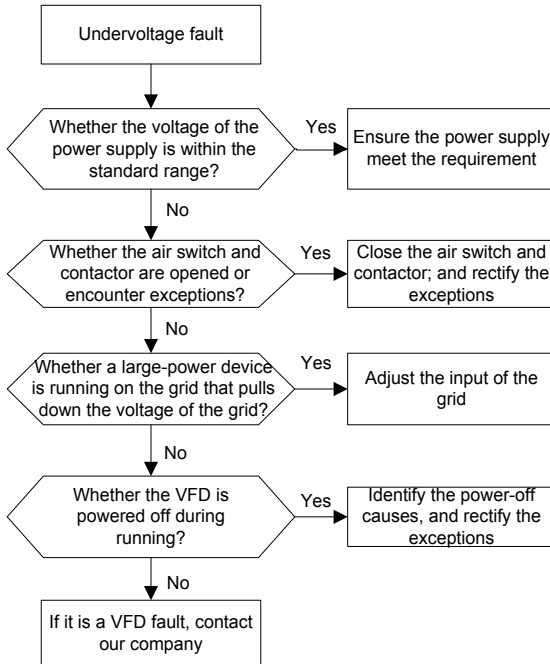 Undervoltage fault
Whether the voltage of the
power supply is within the
standard range?
Yes
Ensure the power supply
meet the requirement
No
Whether the air switch and
contactor are opened or
encounter exceptions?
Yes
Close the air switch and
contactor; and rectify the
exceptions
No
Whether a large-power device
is running on the grid that pulls
down the voltage of the grid?
Yes
Adjust the input of the
grid
No
Whether the VFD is
powered off during
running?
Yes
Identify the power-off
causes, and rectify the
exceptions
No
If it is a VFD fault, contact
our company